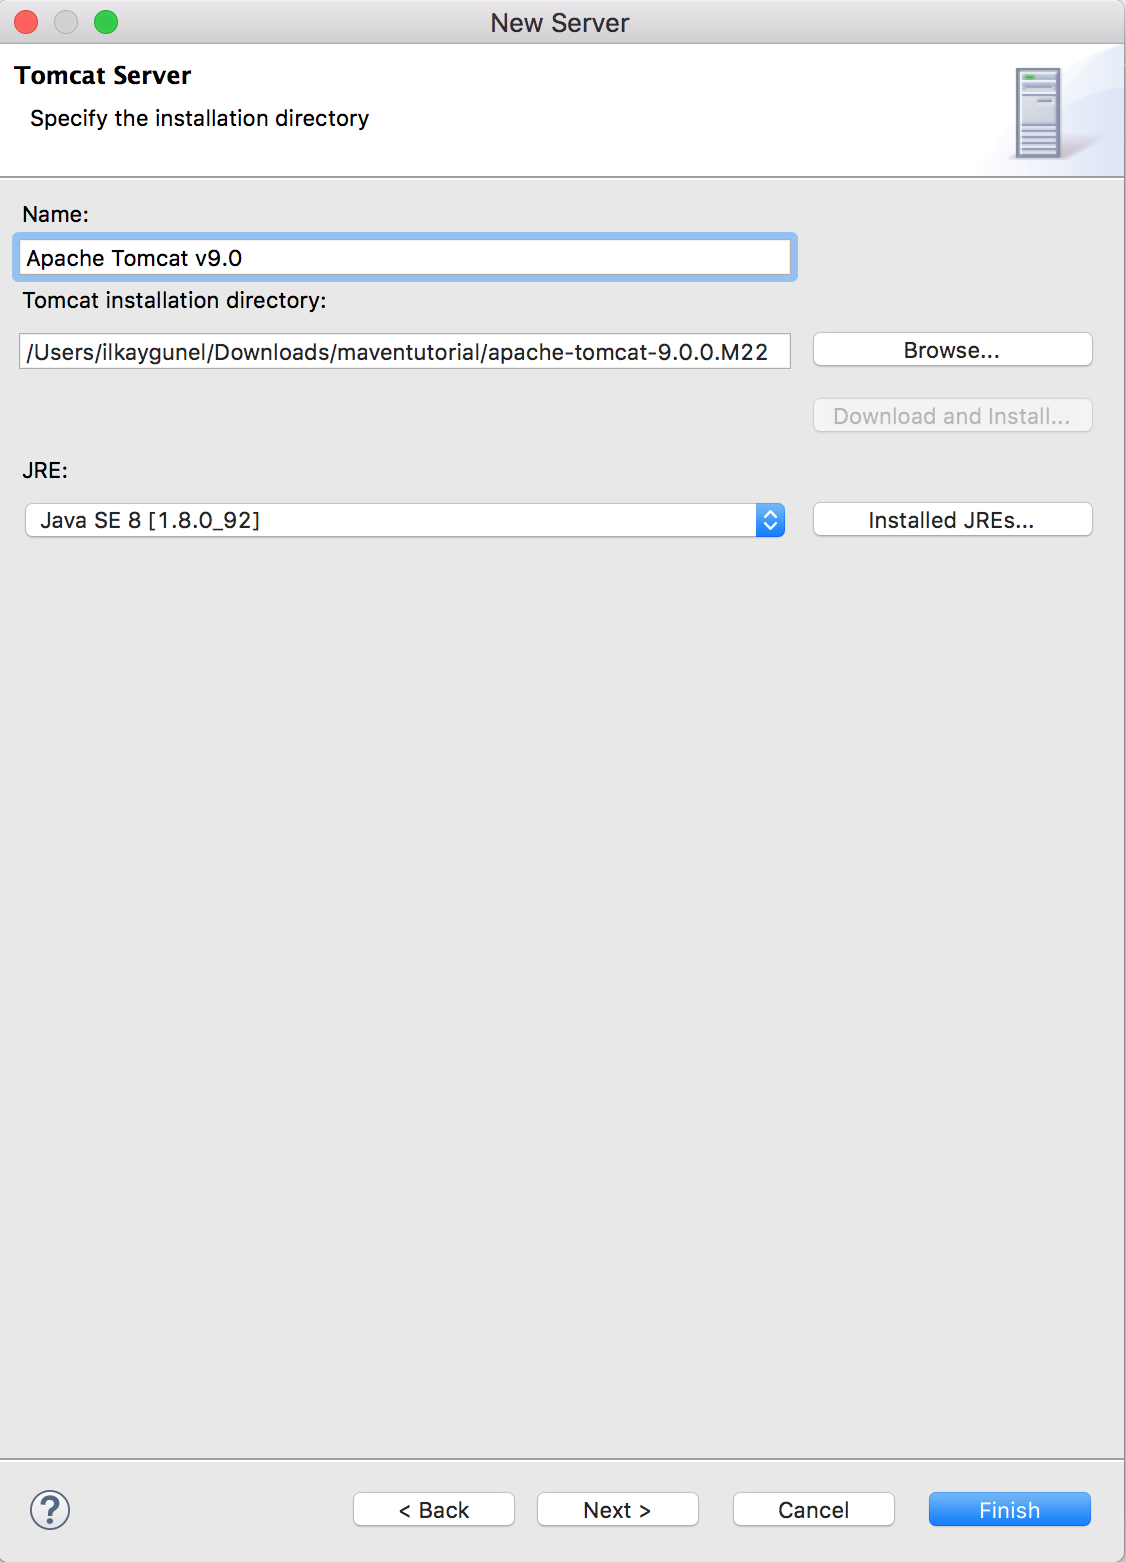 New Server
Tomcat Server
Specify the installation directory
Name:
Apache Tomcat v9.0
Tomcat installation directory:
/Users/ilkaygunel/Downloads/maventutorial/apache-tomcat-9.0.0.M22
Browse...
Download and Install...
JRE:
Java SE 8 [1.8.0_92]
Installed JREs...
?
< Back
Next >
Cancel
Finish